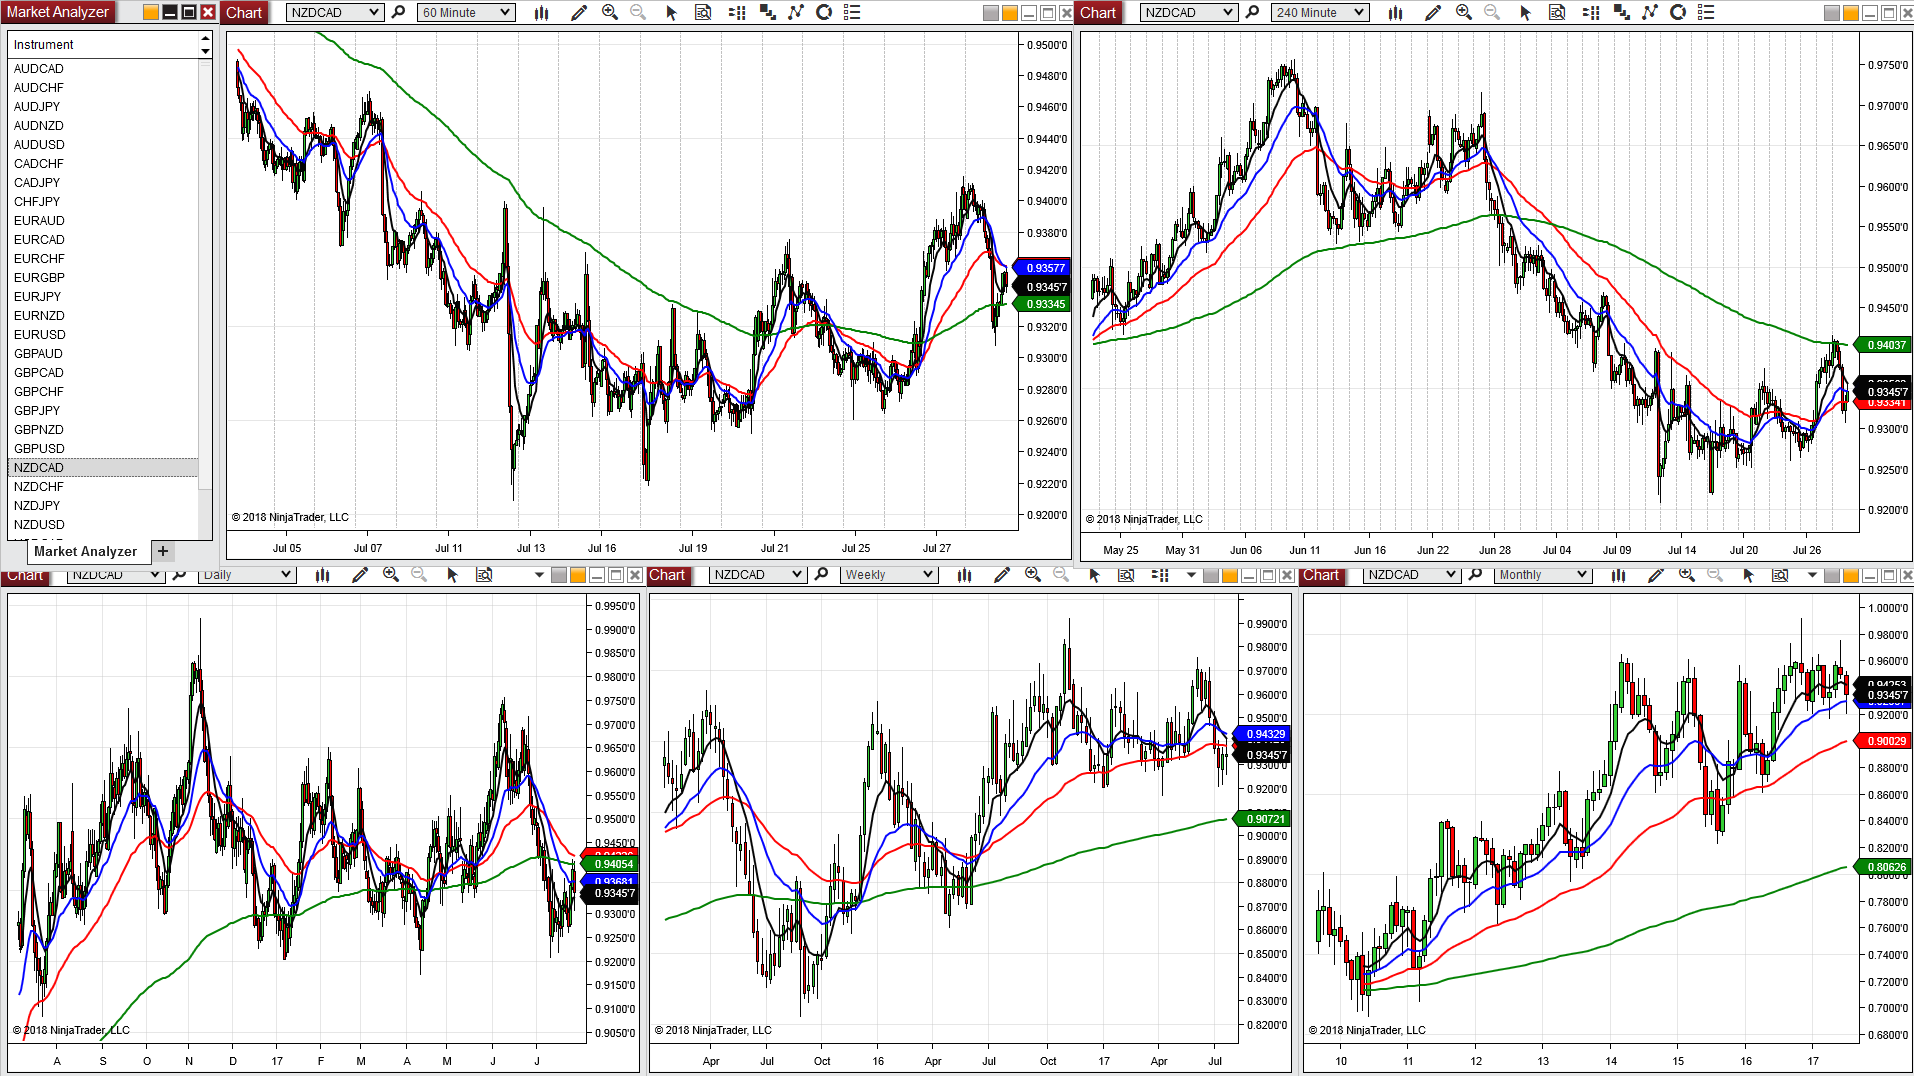 Market Analyzer
Instrument
AUDCAD
AUDCHF
AUDJPY
AUDNZD
AUDUSD
CADCHF
CADJPY
CHFJPY
EURAUD
EURCAD
EURCHF
EURGBP
EURJPY
EURNZD
EURUSD
GBPAUD
GBPCAD
GBPCHF
GBPJPY
GBPNZD
GBPUSD
NZDCAD
NZDCHF
NZDJPY
NZDUSD
Market Analyzer +
Chart NZDCAD 60 Minute
0.9500'0
0.9480'0
0.9460'0
0.9440'0
0.9420'0
0.9400'0
0.9380'0
0.93577
0.93457
0.93345
0.9320'0
0.9300'0
0.9280'0
0.9260'0
0.9240'0
0.9220'0
0.9200'0
© 2018 NinjaTrader, LLC
Jul 05 Jul 07 Jul 11 Jul 13 Jul 16 Jul 19 Jul 21 Jul 25 Jul 27
Chart NZDCAD 240 Minute
0.9750'0
0.9700'0
0.9650'0
0.9600'0
0.9550'0
0.9500'0
0.9450'0
0.94037
0.93457
0.93341
0.9300'0
0.9250'0
0.9200'0
© 2018 NinjaTrader, LLC
May 25 May 31 Jun 06 Jun 11 Jun 16 Jun 22 Jun 28 Jul 04 Jul 09 Jul 14 Jul 20 Jul 26
Chart NZDCAD Daily
0.9950'0
0.9900'0
0.9850'0
0.9800'0
0.9750'0
0.9700'0
0.9650'0
0.9600'0
0.9550'0
0.9500'0
0.9450'0
0.94054
0.93681
0.93457
0.9300'0
0.9250'0
0.9200'0
0.9150'0
0.9100'0
0.9050'0
© 2018 NinjaTrader, LLC
A S O N D 17 F M A M J J
Chart NZDCAD Weekly
0.9900'0
0.9800'0
0.9700'0
0.9600'0
0.9500'0
0.94329
0.93457
0.9300'0
0.9200'0
0.90721
0.9000'0
0.8900'0
0.8800'0
0.8700'0
0.8600'0
0.8500'0
0.8400'0
0.8300'0
0.8200'0
© 2018 NinjaTrader, LLC
Apr Jul Oct 16 Apr Jul Oct 17 Apr Jul
Chart NZDCAD Monthly
1.0000'0
0.9800'0
0.9600'0
0.94253
0.93457
0.9200'0
0.90029
0.8800'0
0.8600'0
0.8400'0
0.8200'0
0.80626
0.8000'0
0.7800'0
0.7600'0
0.7400'0
0.7200'0
0.7000'0
0.6800'0
© 2018 NinjaTrader, LLC
10 11 12 13 14 15 16 17